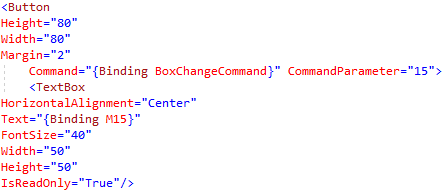 <Button
Height="80"
Width="80"
Margin="2"
Command="{Binding BoxChangeCommand}" CommandParameter="15">
<TextBox
HorizontalAlignment="Center"
Text="{Binding M15}"
FontSize="40"
Width="50"
Height="50"
IsReadOnly="True"/>